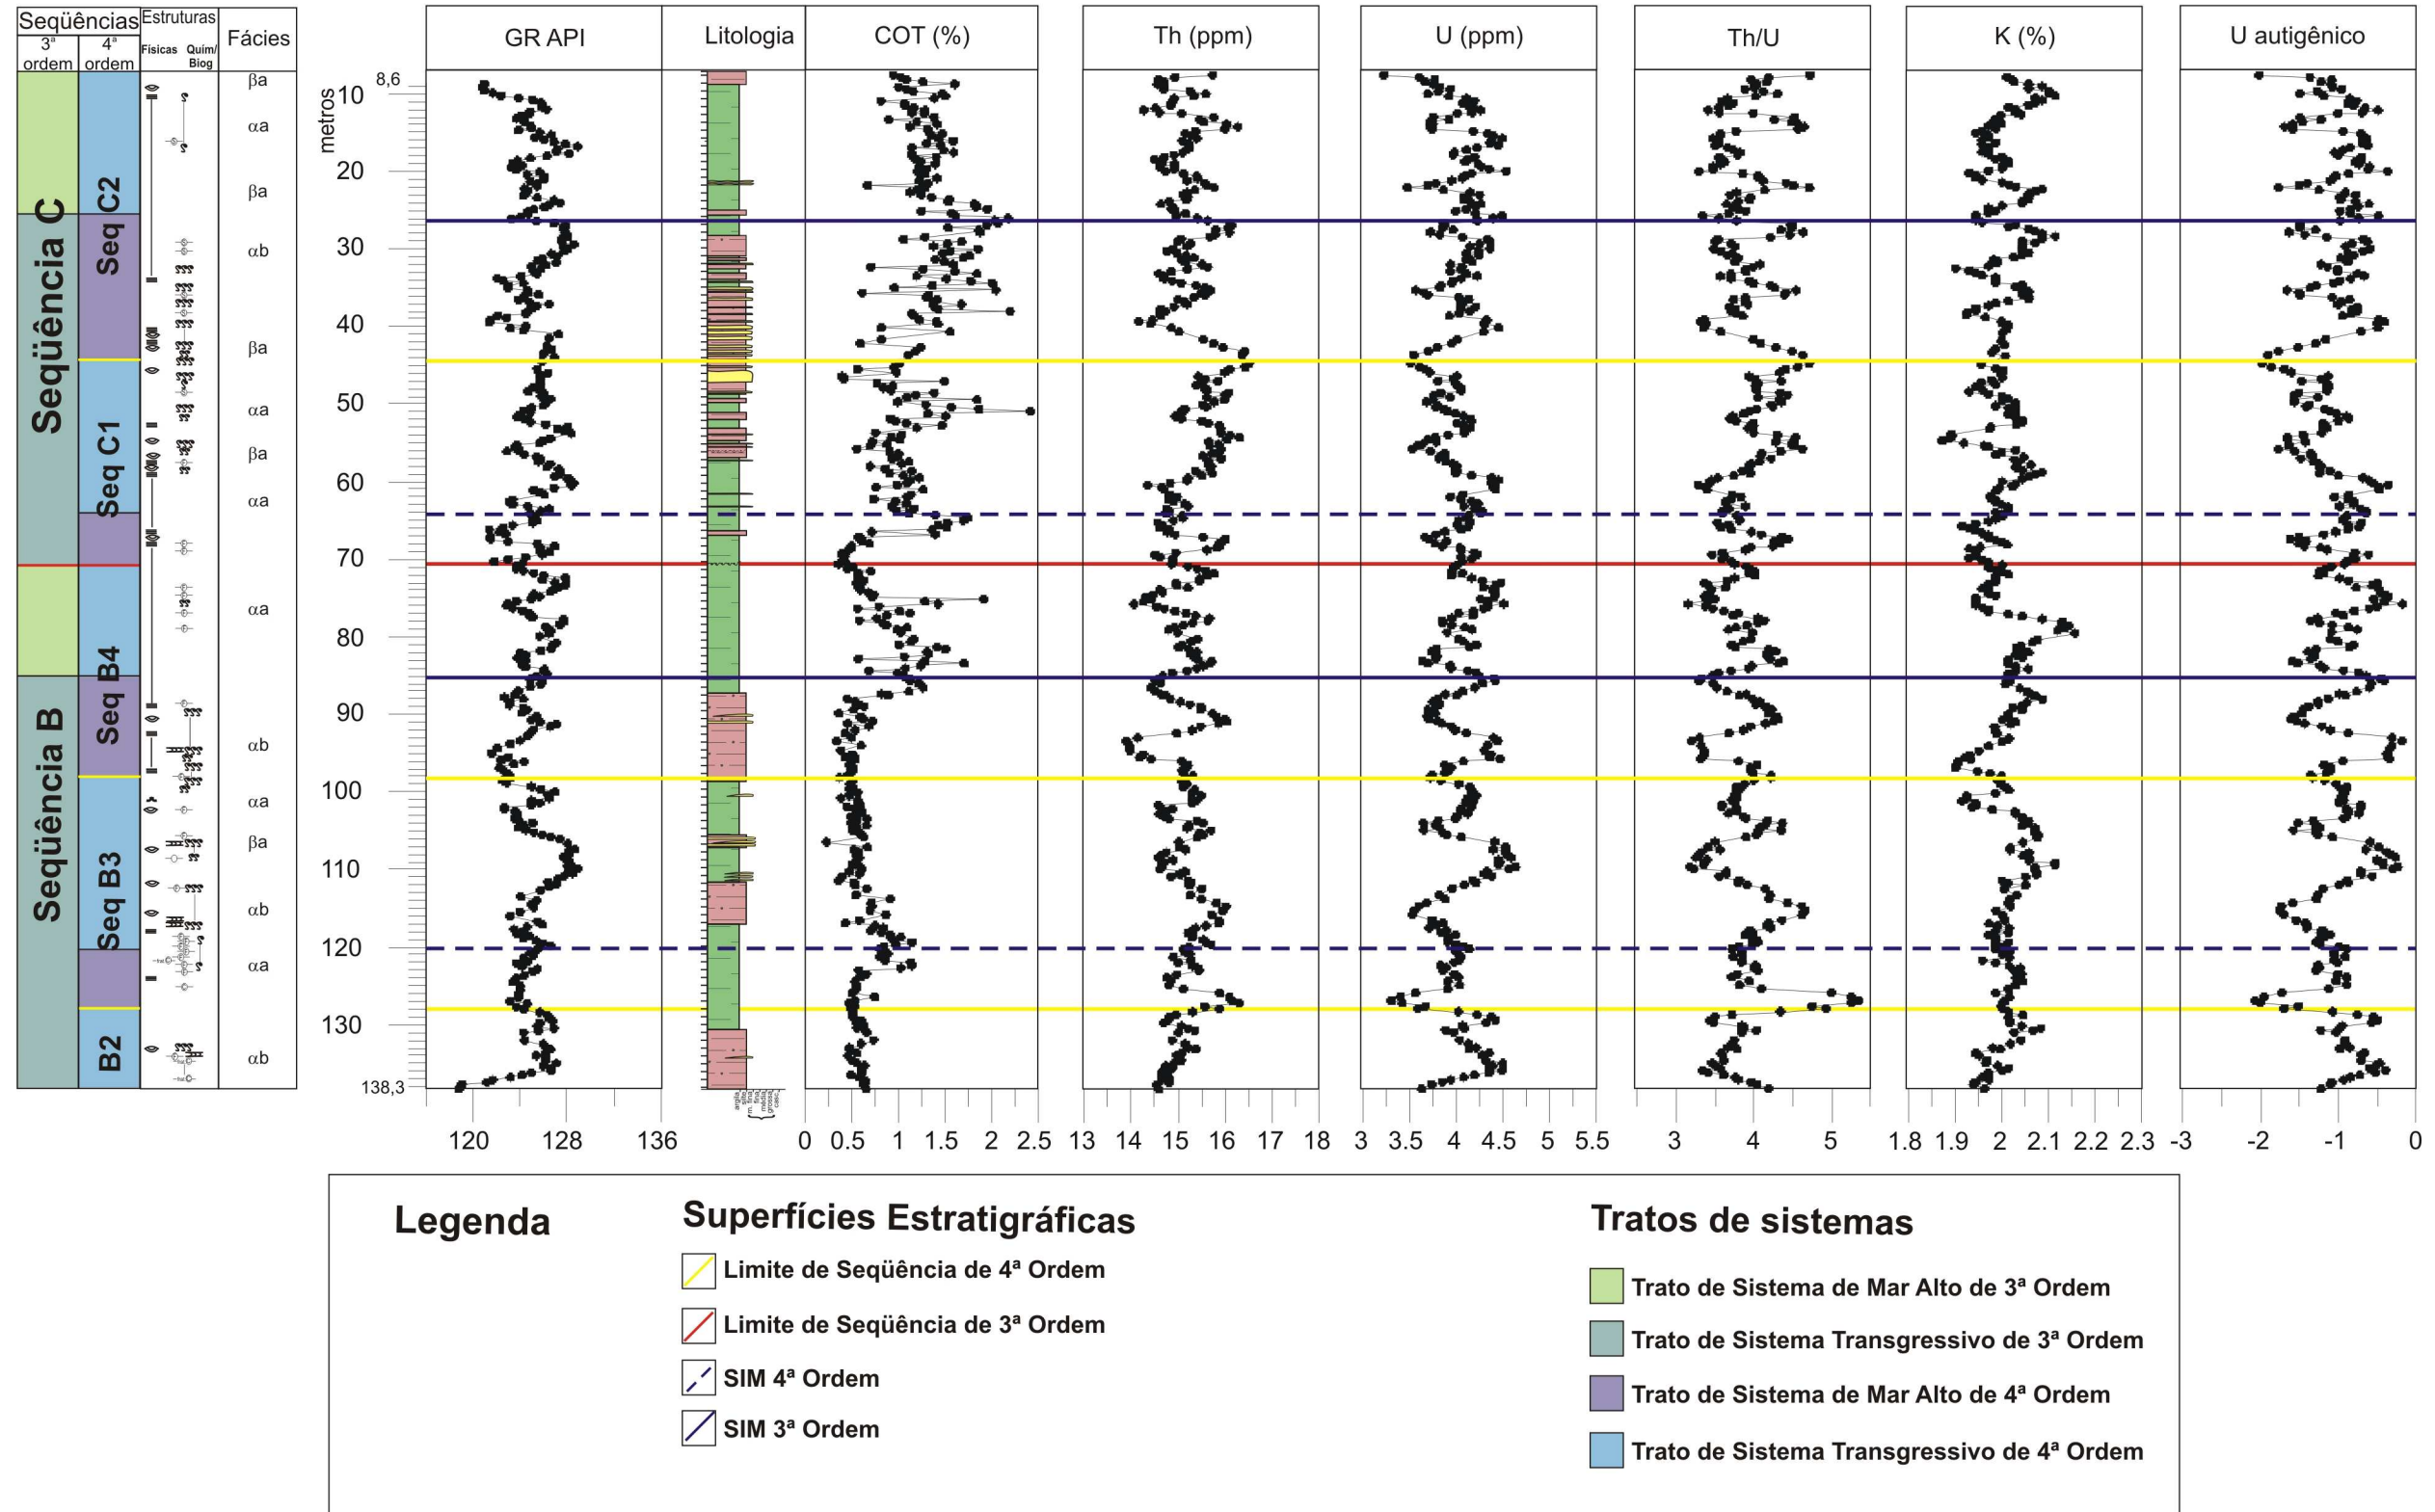 Seqüências
Estruturas
Fácies
3ª ordem
4ª ordem
Físicas
Quím/
Biog
GR API
Litologia
COT (%)
Th (ppm)
U (ppm)
Th/U
K (%)
U autigênico
metros
8,6
10
20
30
40
50
60
70
80
90
100
110
120
130
138,3
Seqüência C
Seqüência B
Seq C2
Seq C1
Seq B4
Seq B3
B2
βa
αa
βa
αb
βa
αa
βa
αa
αa
αb
αa
βa
αb
αa
αb
argila
silte
m. fina
fina
média
grossa
casc.
120 128 136
0 0.5 1 1.5 2 2.5
13 14 15 16 17 18
3 3.5 4 4.5 5 5.5
3 4 5
1.8 1.9 2 2.1 2.2 2.3
-3 -2 -1 0
Legenda
Superfícies Estratigráficas
Limite de Seqüência de 4ª Ordem
Limite de Seqüência de 3ª Ordem
SIM 4ª Ordem
SIM 3ª Ordem
Tratos de sistemas
Trato de Sistema de Mar Alto de 3ª Ordem
Trato de Sistema Transgressivo de 3ª Ordem
Trato de Sistema de Mar Alto de 4ª Ordem
Trato de Sistema Transgressivo de 4ª Ordem